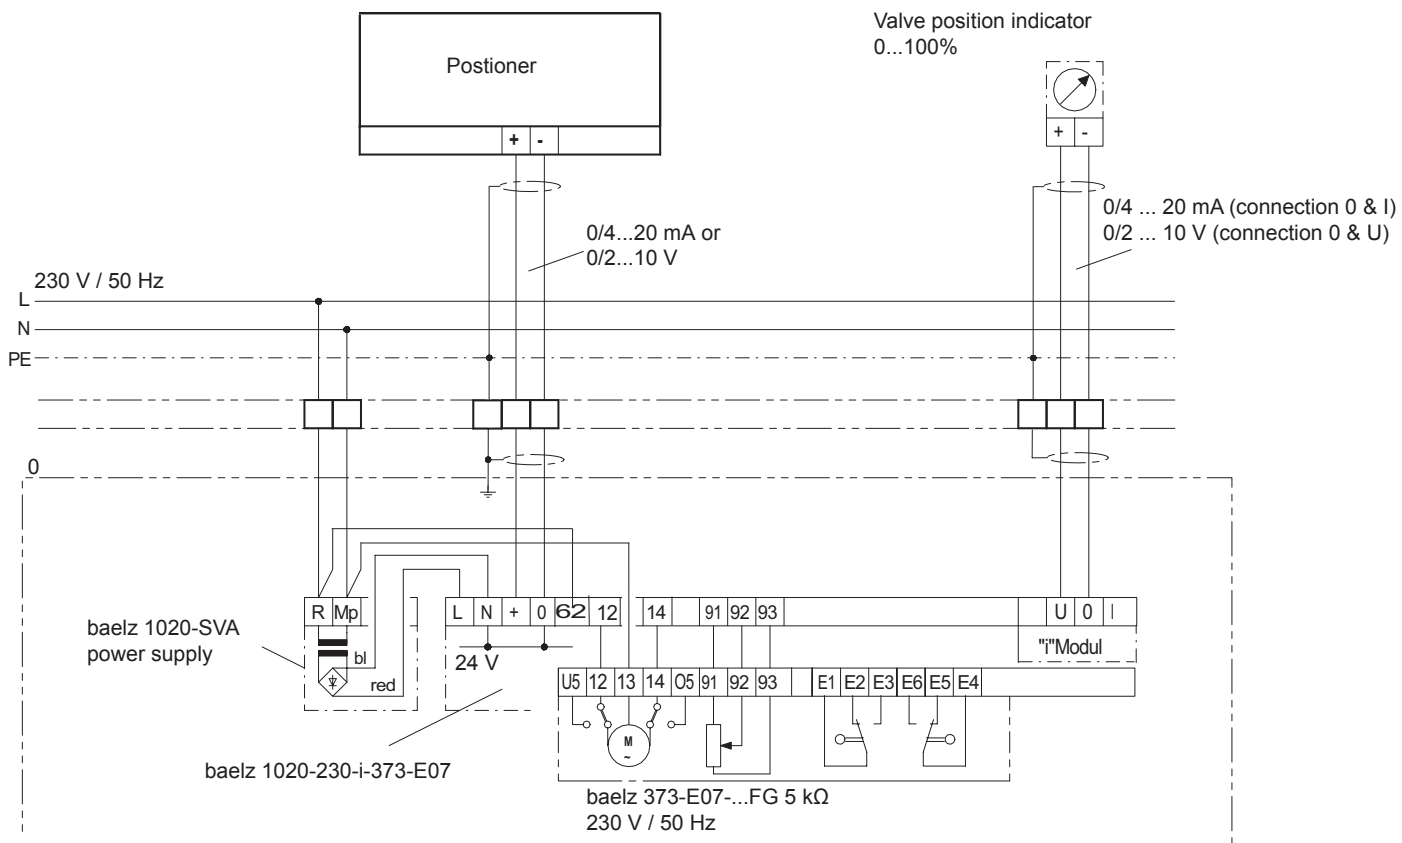 Valve position indicator
0...100%
Postioner
+ -
+ -
0/4 ... 20 mA (connection 0 & I)
0/2 ... 10 V (connection 0 & U)
0/4...20 mA or
0/2...10 V
230 V / 50 Hz
L
N
PE
0
R Mp
L N + 0 62 12 14 91 92 93
U 0 I
"i"Modul
baelz 1020-SVA
power supply
bl
red
24 V
U5 12 13 14 O5 91 92 93 E1 E2 E3 E6 E5 E4
M
~
baelz 1020-230-i-373-E07
baelz 373-E07-...FG 5 kΩ
230 V / 50 Hz